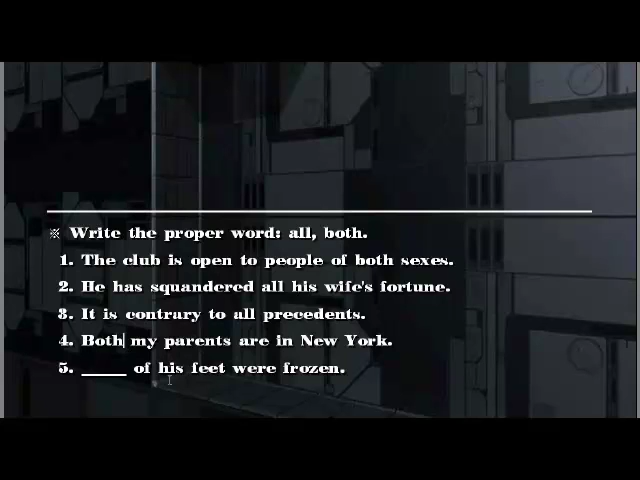 ※ Write the proper word: all, both.
1. The club is open to people of both sexes.
2. He has squandered all his wife's fortune.
3. It is contrary to all precedents.
4. Both my parents are in New York.
5. _____ of his feet were frozen.